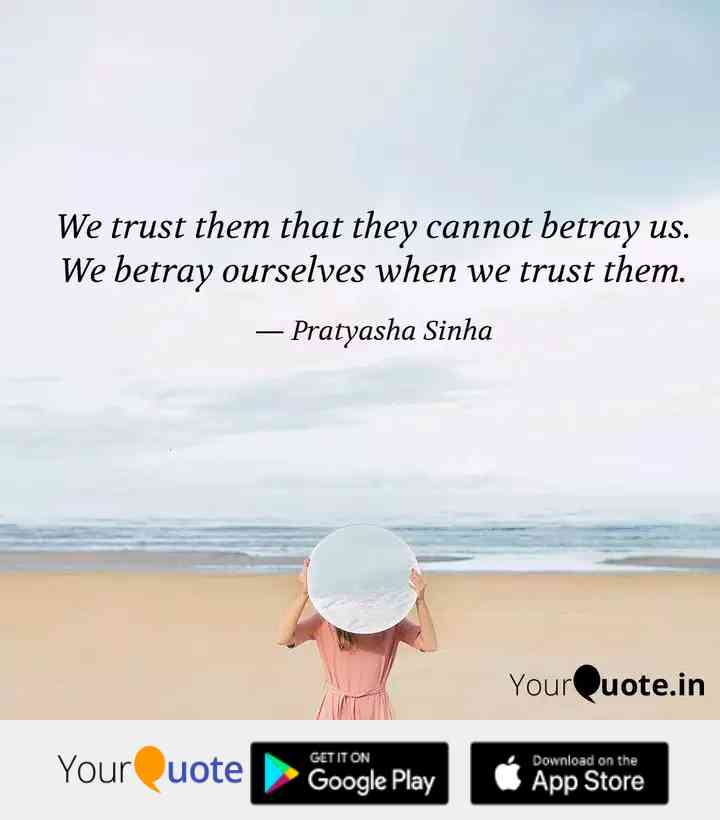 We trust them that they cannot betray us.
We betray ourselves when we trust them.
— Pratyasha Sinha
YourQuote.in
YourQuote
GET IT ON
Google Play
Download on the
App Store